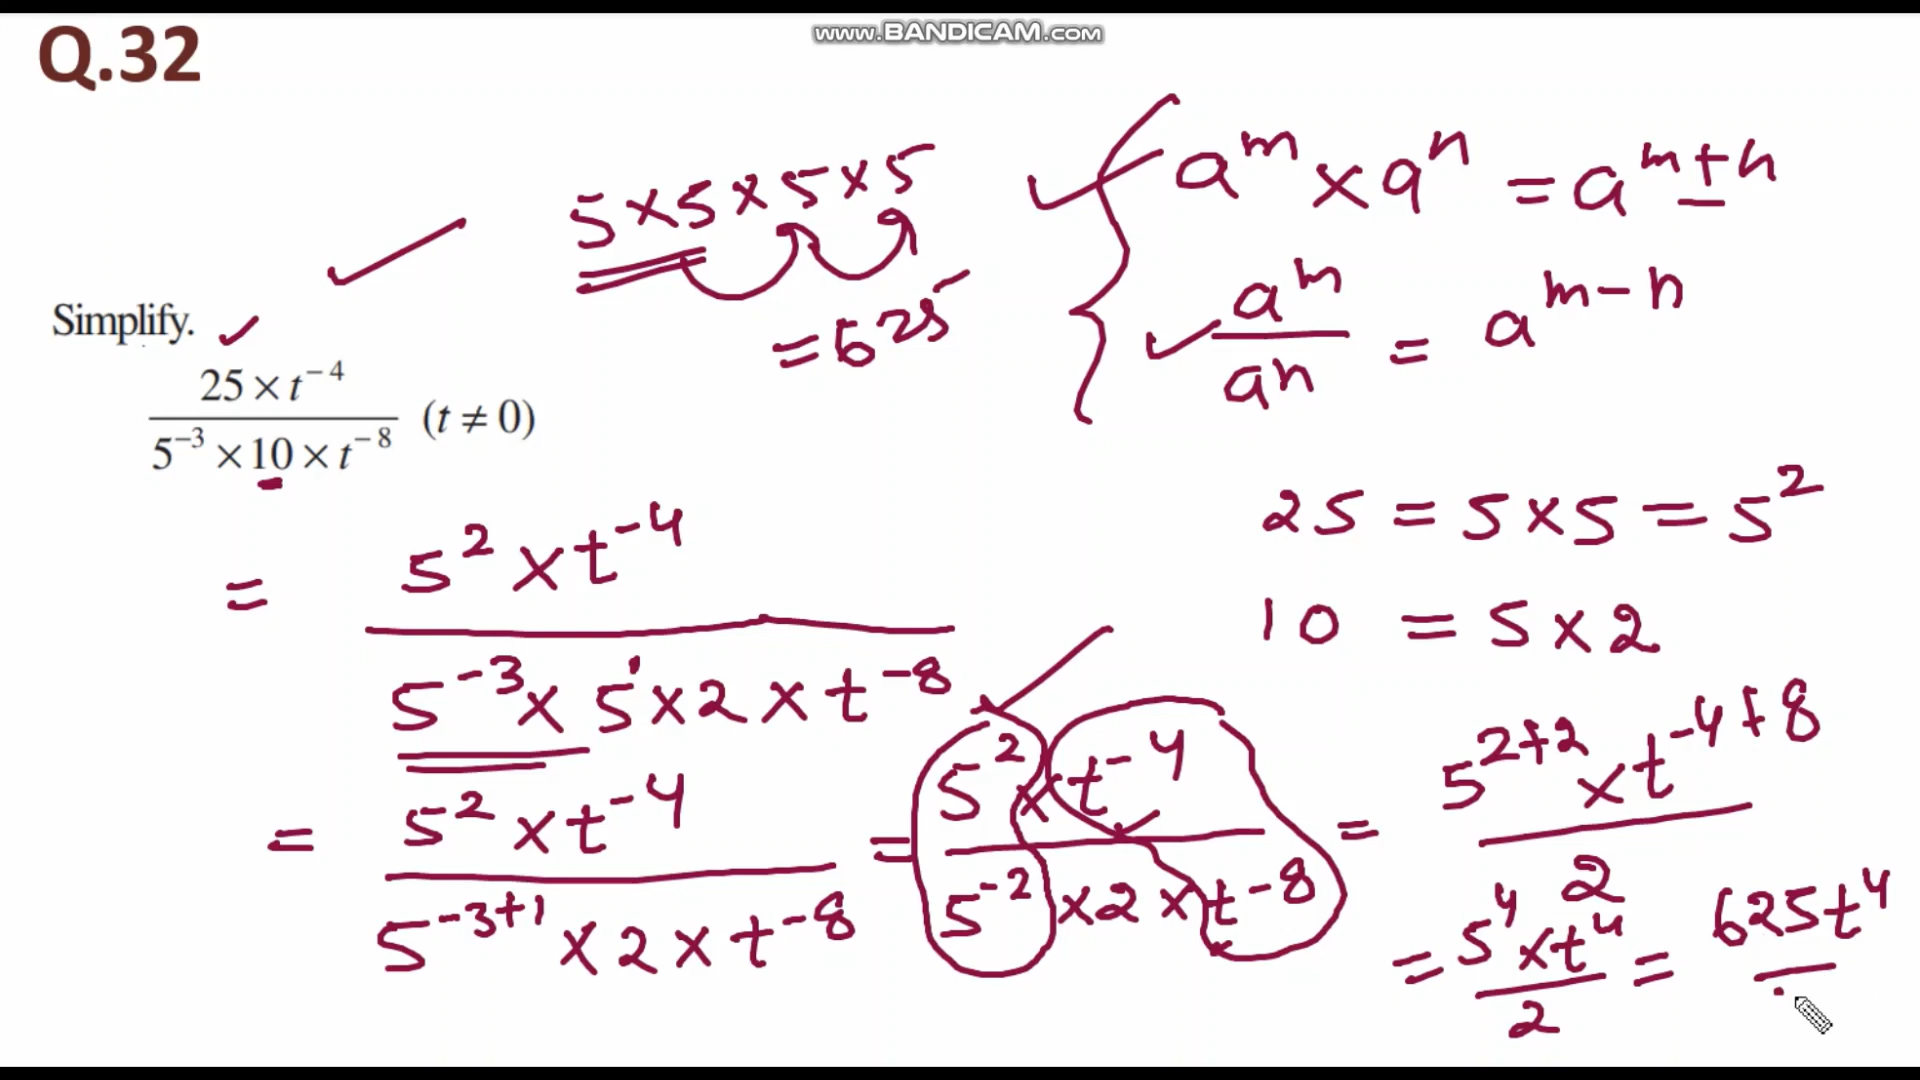 www.BANDICAM.com
Q.32
5×5×5×5
=625
a^m × a^n = a^{m+n}
a^m/a^n = a^{m-n}
Simplify.
25 × t^{-4}
5^{-3} × 10 × t^{-8} (t ≠ 0)
25 = 5×5 = 5^2
10 = 5×2
= 5^2 × t^{-4}
5^{-3} × 5^1 × 2 × t^{-8}
= 5^2 × t^{-4} / 5^{-3+1} × 2 × t^{-8} = 5^2 × t^{-4} / 5^{-2} × 2 × t^{-8} = 5^{2+2} × t^{-4+8} / 2
= 5^4 × t^4 / 2 = 625t^4